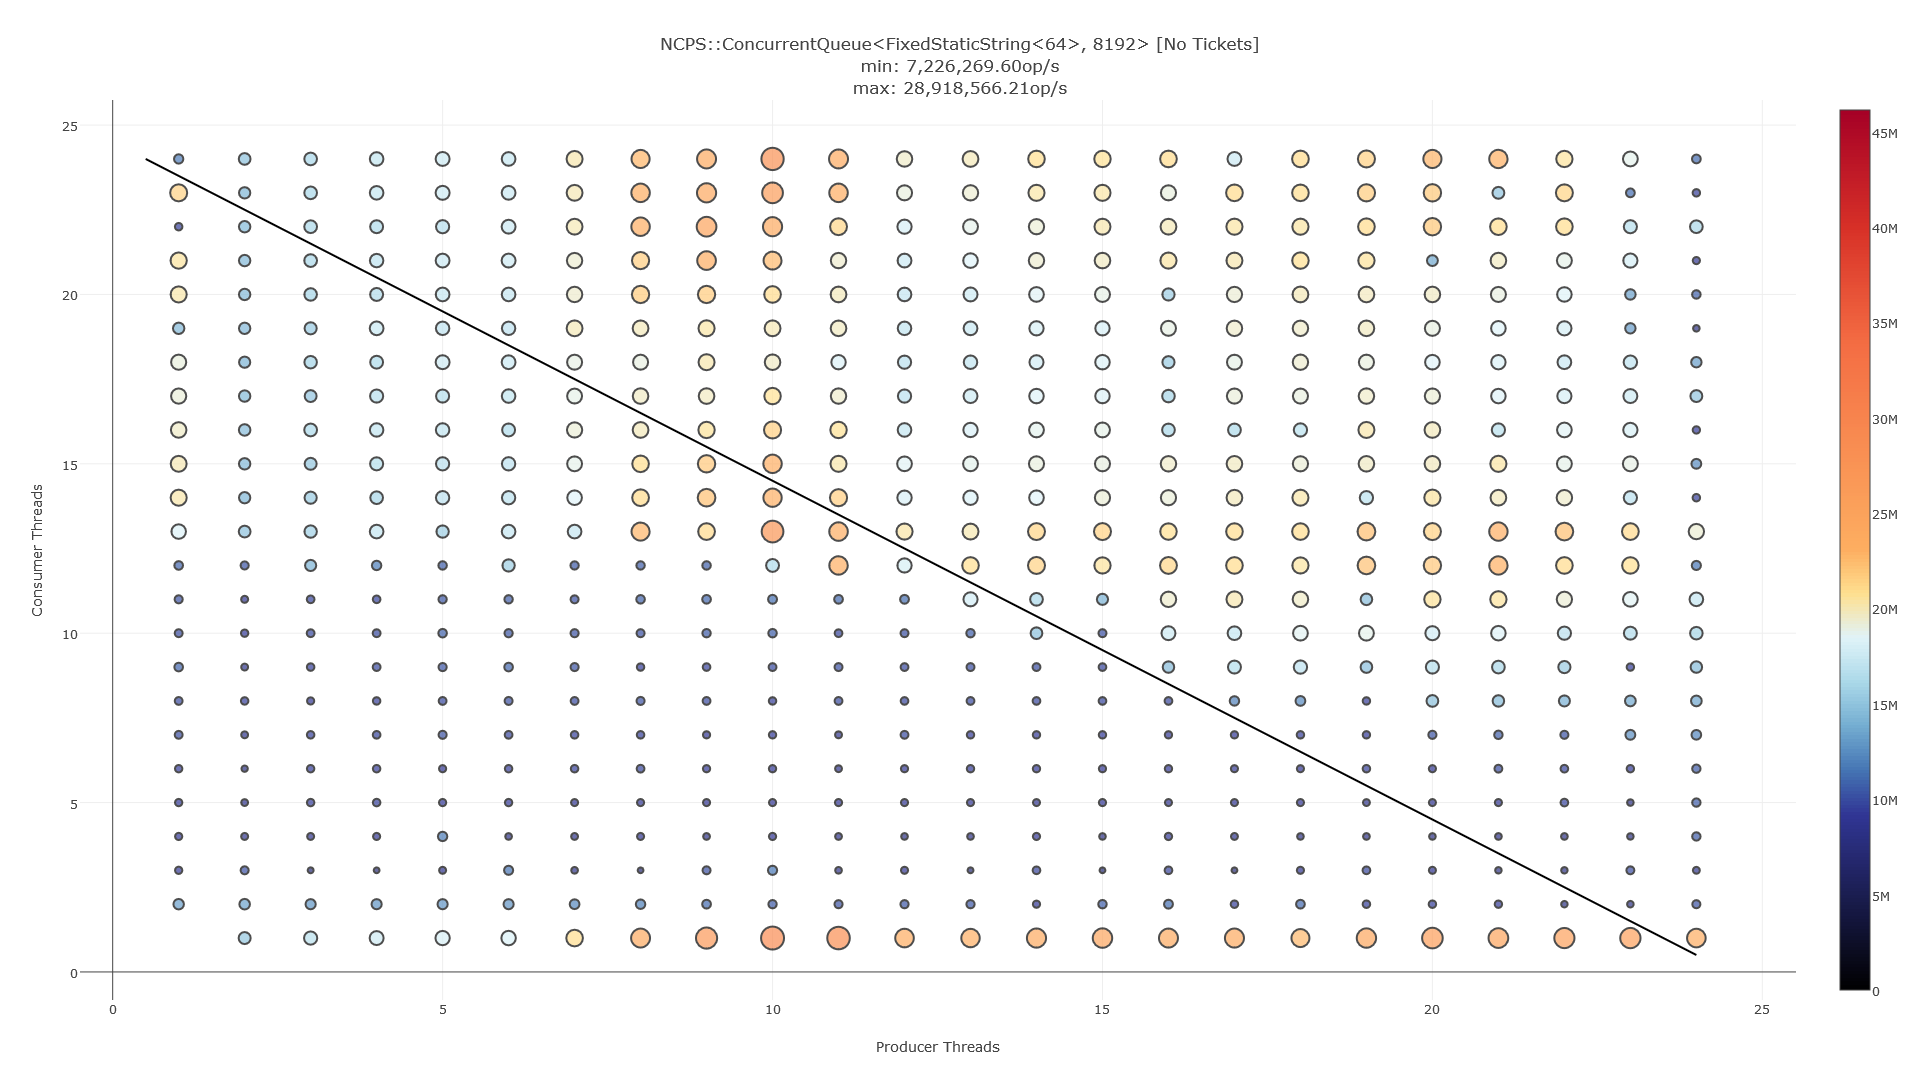 NCPS::ConcurrentQueue<FixedStaticString<64>, 8192> [No Tickets]
min: 7,226,269.60op/s
max: 28,918,566.21op/s
25
20
15
10
5
0
Consumer Threads
0
5
10
15
20
25
Producer Threads
45M
40M
35M
30M
25M
20M
15M
10M
5M
0